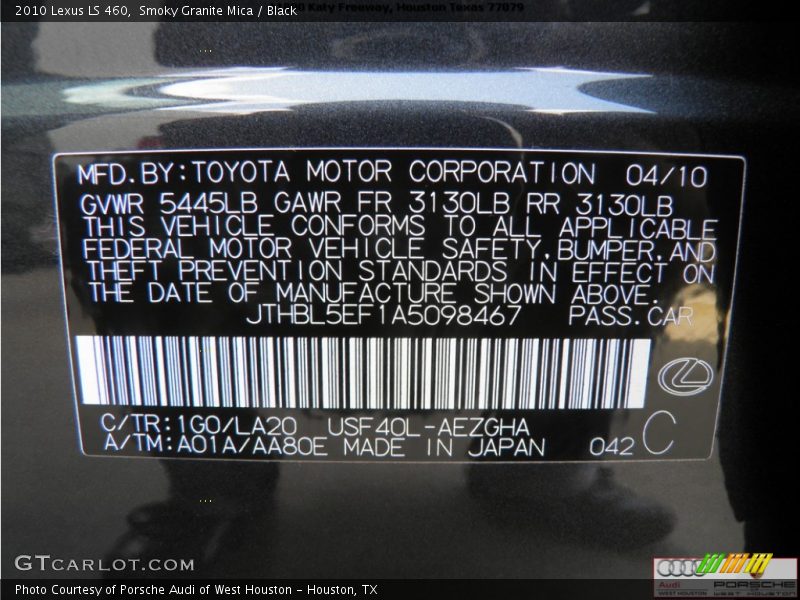 2010 Lexus LS 460, Smoky Granite Mica / Black
Katy Freeway, Houston Texas 77079
MFD.BY:TOYOTA MOTOR CORPORATION 04/10
GVWR 5445LB GAWR FR 3130LB RR 3130LB
THIS VEHICLE CONFORMS TO ALL APPLICABLE
FEDERAL MOTOR VEHICLE SAFETY,BUMPER,AND
THEFT PREVENTION STANDARDS IN EFFECT ON
THE DATE OF MANUFACTURE SHOWN ABOVE.
JTHBL5EF1A5098467 PASS.CAR
C/TR:1G0/LA20 USF40L-AEZGHA
A/TM:A01A/AA80E MADE IN JAPAN 042 C
GTCARLOT.COM
Audi PORSCHE
WEST HOUSTON WEST HOUSTON
Photo Courtesy of Porsche Audi of West Houston - Houston, TX